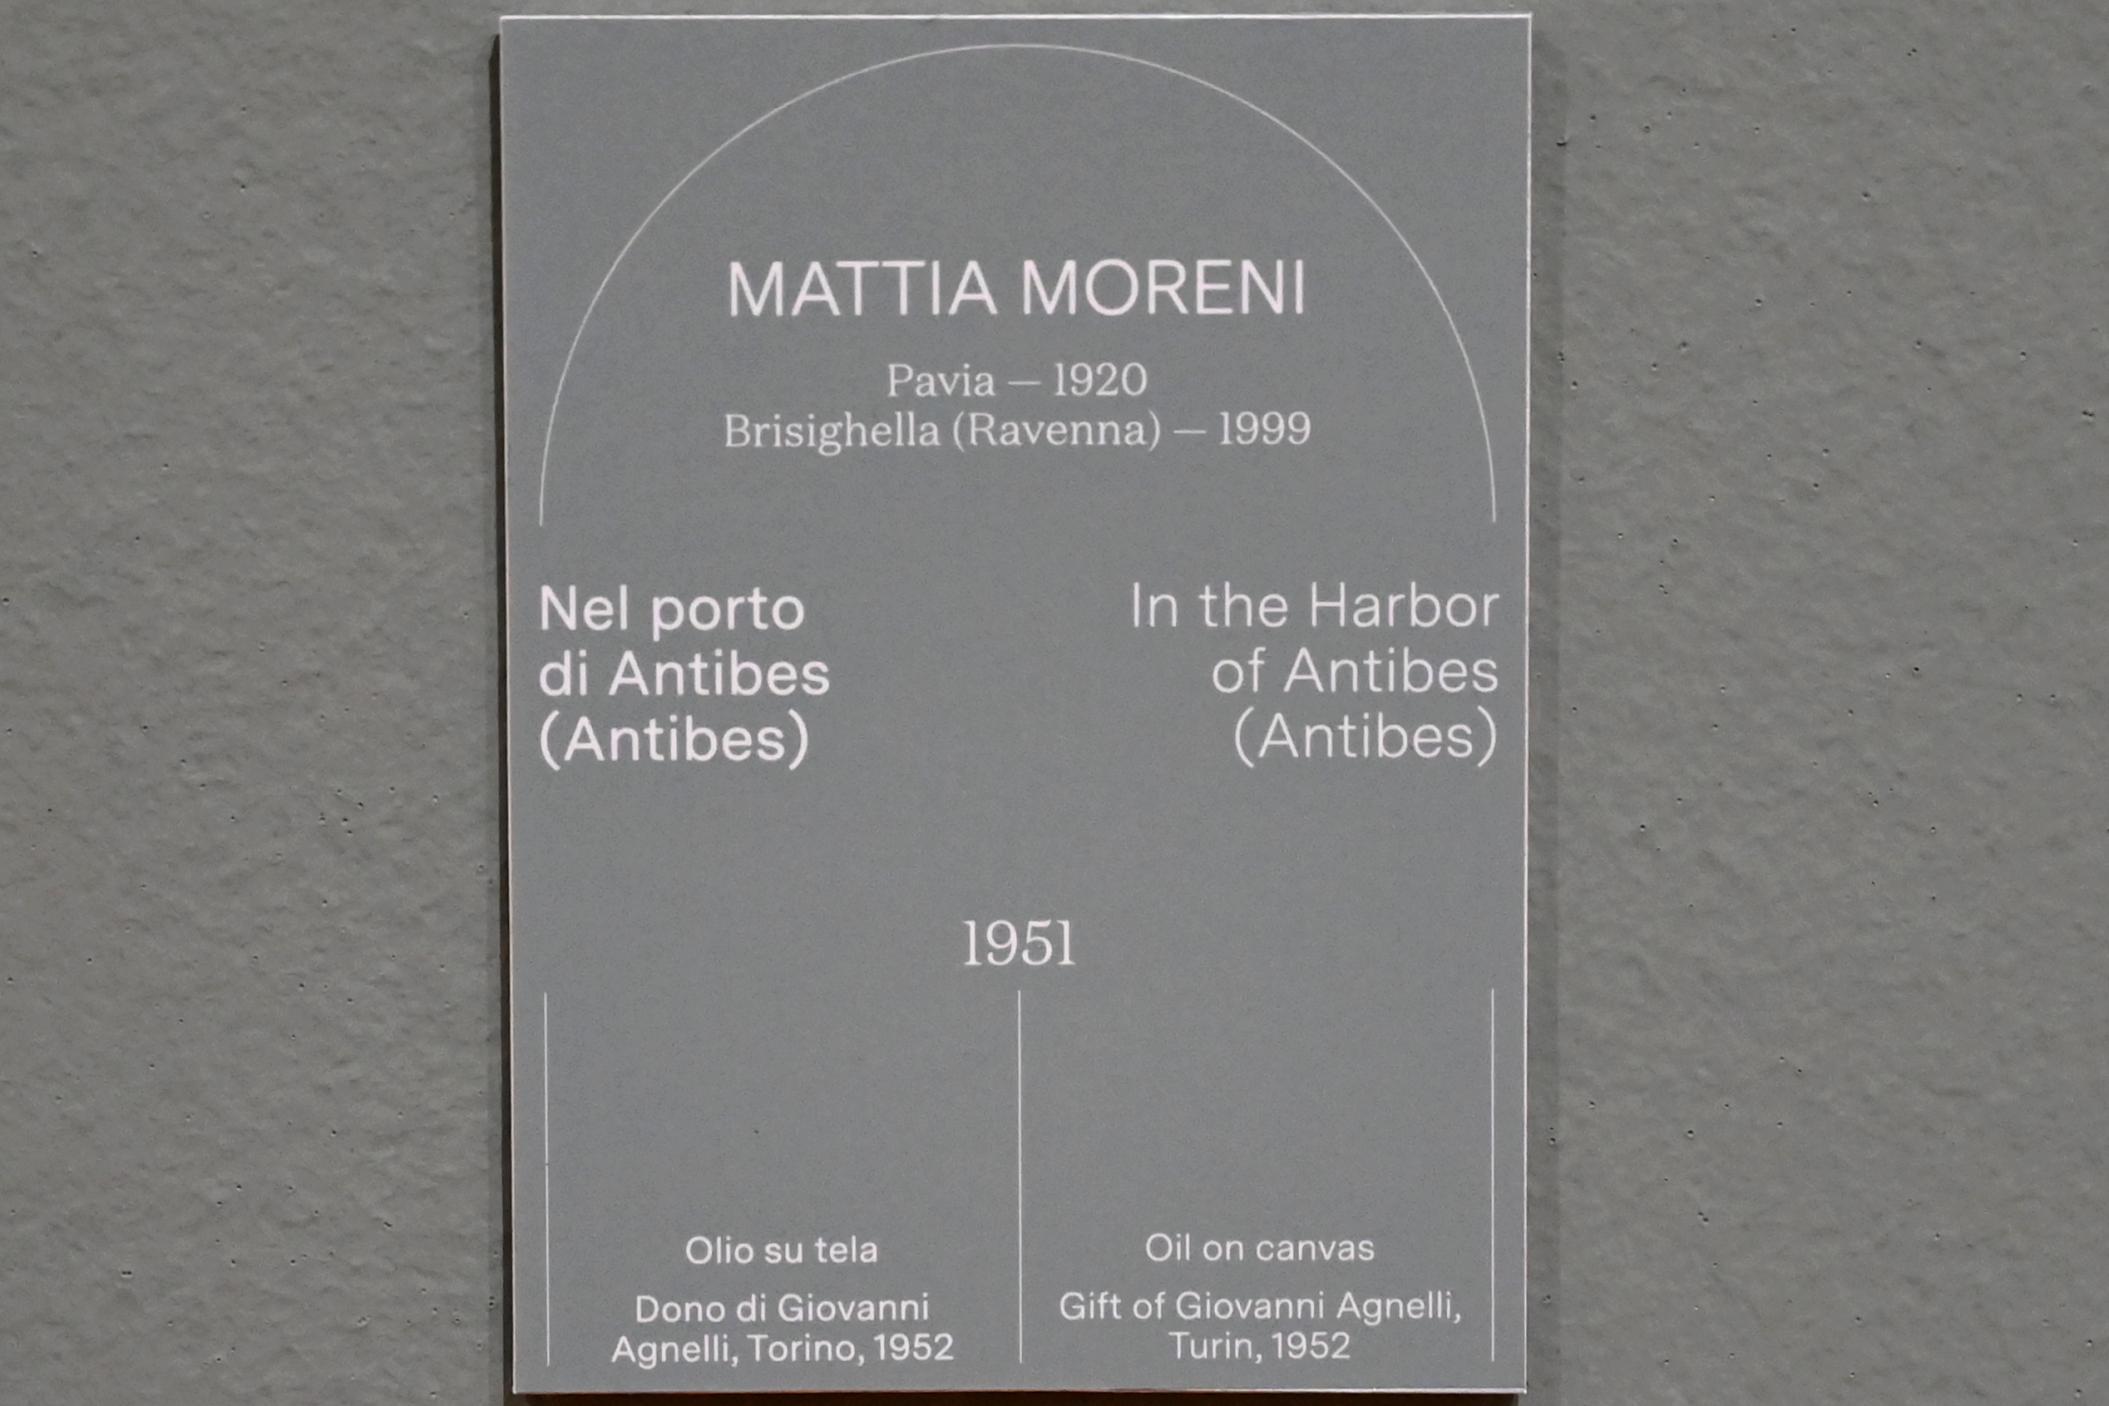 MATTIA MORENI
Pavia — 1920
Brisighella (Ravenna) — 1999
Nel porto
di Antibes
(Antibes)
In the Harbor
of Antibes
(Antibes)
1951
Olio su tela
Dono di Giovanni
Agnelli, Torino, 1952
Oil on canvas
Gift of Giovanni Agnelli,
Turin, 1952